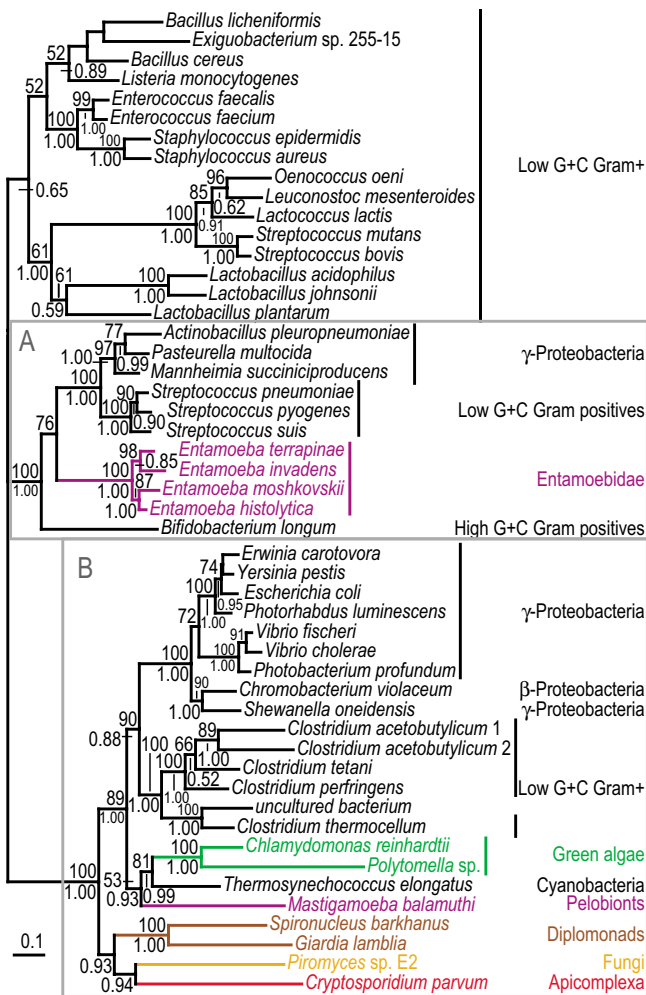 Bacillus licheniformis
Exiguobacterium sp. 255-15
52
Bacillus cereus
0.89
Listeria monocytogenes
52
99
Enterococcus faecalis
100
1.00
Enterococcus faecium
1.00
100
Staphylococcus epidermidis
1.00
Staphylococcus aureus
Low G+C Gram+
0.65
96
Oenococcus oeni
85
0.62
Leuconostoc mesenteroides
100
0.91
Lactococcus lactis
1.00
100
Streptococcus mutans
1.00
Streptococcus bovis
61
1.00
61
100
Lactobacillus acidophilus
1.00
Lactobacillus johnsonii
0.59
Lactobacillus plantarum
A
77
Actinobacillus pleuropneumoniae
97
1.00
Pasteurella multocida
γ-Proteobacteria
0.99
Mannheimia succiniciproducens
100
1.00
90
Streptococcus pneumoniae
100
Streptococcus pyogenes
Low G+C Gram positives
1.00
0.90
Streptococcus suis
76
98
Entamoeba terrapinae
0.85
100
Entamoeba invadens
Entamoebidae
1.00
87
Entamoeba moshkovskii
1.00
Entamoeba histolytica
100
1.00
Bifidobacterium longum
High G+C Gram positives
B
Erwinia carotovora
74
Yersinia pestis
100
Escherichia coli
0.95
1.00
Photorhabdus luminescens
γ-Proteobacteria
72
91
Vibrio fischeri
100
Vibrio cholerae
1.00
1.00
Photobacterium profundum
100
1.00
90
Chromobacterium violaceum
β-Proteobacteria
1.00
Shewanella oneidensis
γ-Proteobacteria
90
0.88
89
Clostridium acetobutylicum 1
100
100
66
1.00
Clostridium acetobutylicum 2
Clostridium tetani
0.52
1.00
1.00
Clostridium perfringens
Low G+C Gram+
100
uncultured bacterium
1.00
Clostridium thermocellum
89
1.00
Chlamydomonas reinhardtii
100
1.00
Polytomella sp.
Green algae
81
0.99
Thermosynechococcus elongatus
Cyanobacteria
53
0.93
Mastigamoeba balamuthi
Pelobionts
100
1.00
100
Spironucleus barkhanus
1.00
Giardia lamblia
Diplomonads
0.93
Piromyces sp. E2
Fungi
0.94
Cryptosporidium parvum
Apicomplexa
0.1